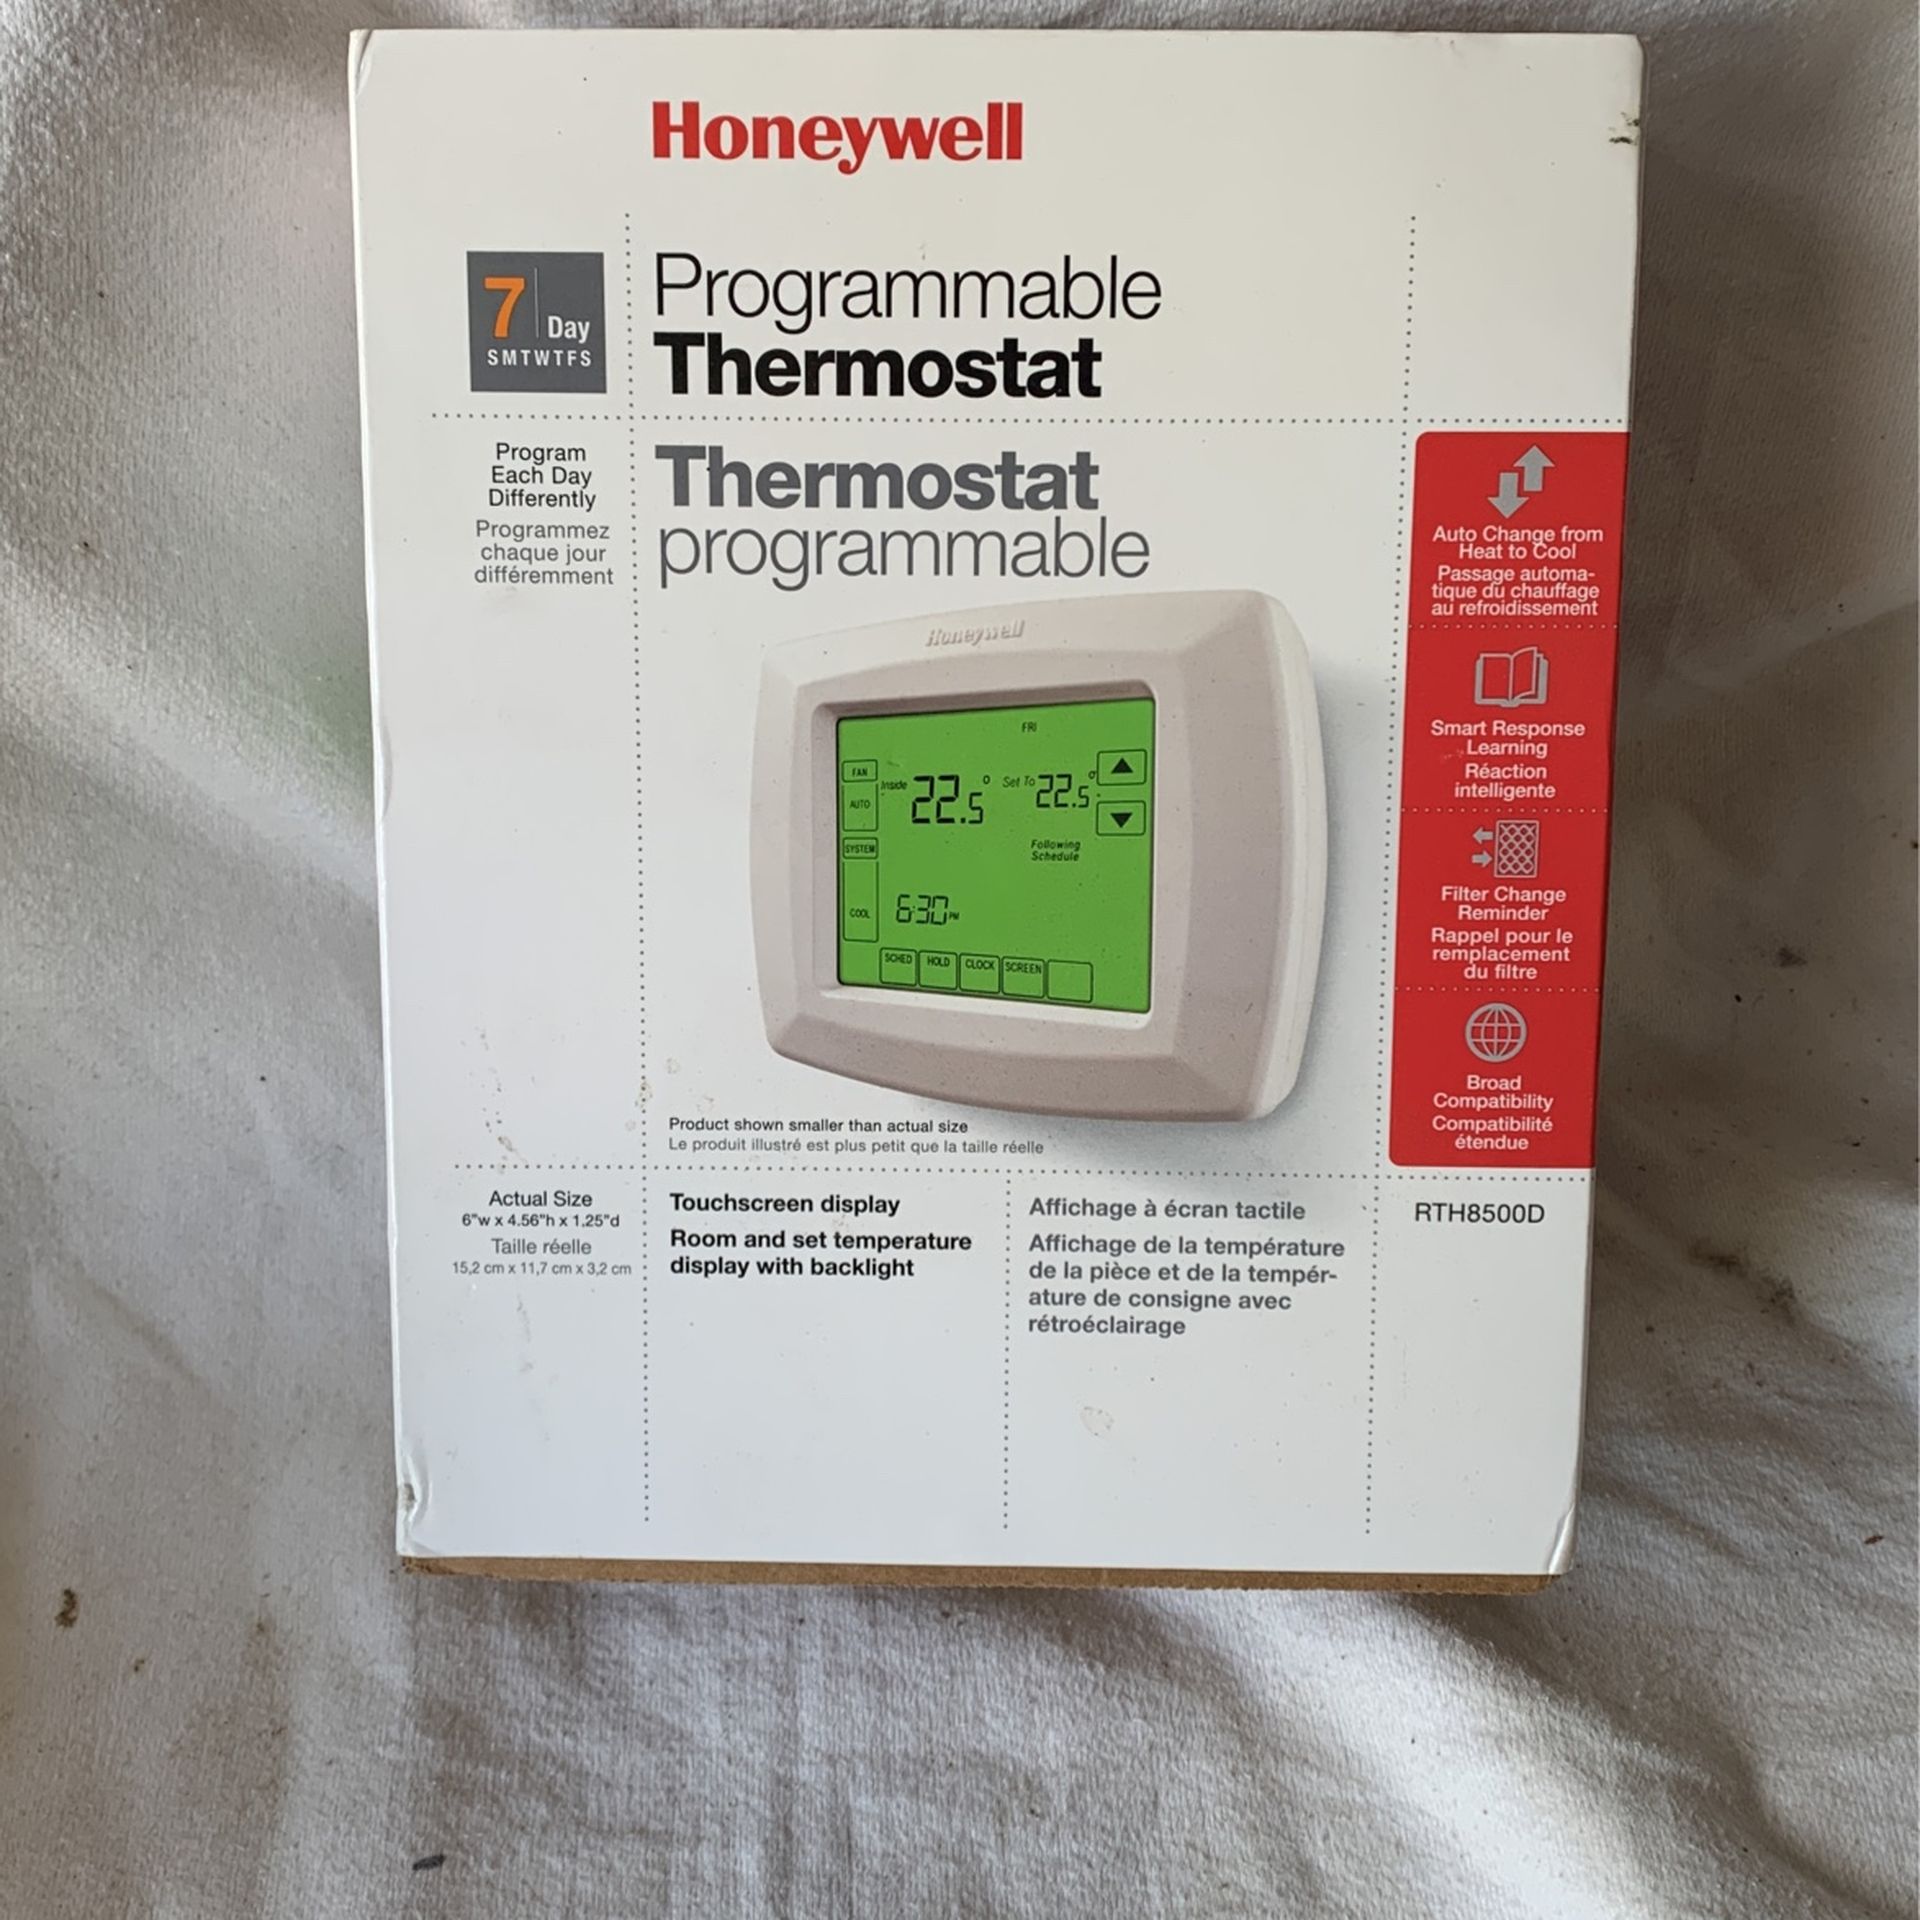 Honeywell
7 Day
SMTWTFS
Programmable
Thermostat
Program
Each Day
Differently
Programmez
chaque jour
différemment
Thermostat
programmable
Auto Change from
Heat to Cool
Passage automa-
tique du chauffage
au refroidissement
Smart Response
Learning
Réaction
intelligente
Filter Change
Reminder
Rappel pour le
remplacement
du filtre
Broad
Compatibility
Compatibilité
étendue
Honeywell
FRI
FAN
AUTO
Inside 22.5° Set To 22.5°
Following
Schedule
SYSTEM
COOL
6:30 PM
SCHED HOLD CLOCK SCREEN
Product shown smaller than actual size
Le produit illustré est plus petit que la taille réelle
Actual Size
6"w x 4.56"h x 1.25"d
Taille réelle
15,2 cm x 11,7 cm x 3,2 cm
Touchscreen display
Room and set temperature
display with backlight
Affichage à écran tactile
Affichage de la température
de la pièce et de la tempér-
ature de consigne avec
rétroéclairage
RTH8500D